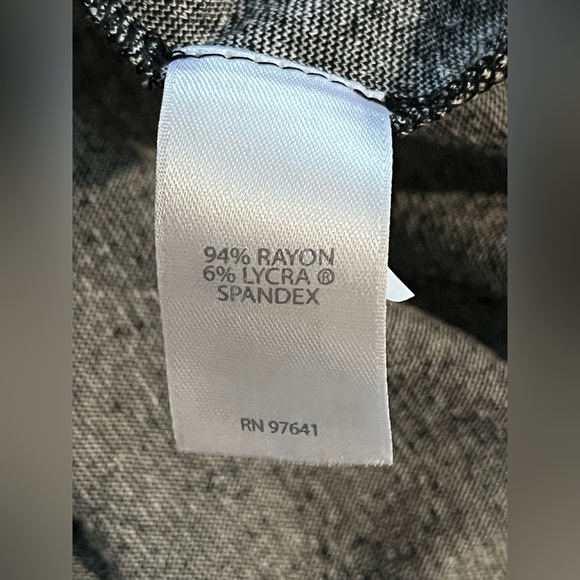 94% RAYON
6% LYCRA ®
SPANDEX
RN 97641